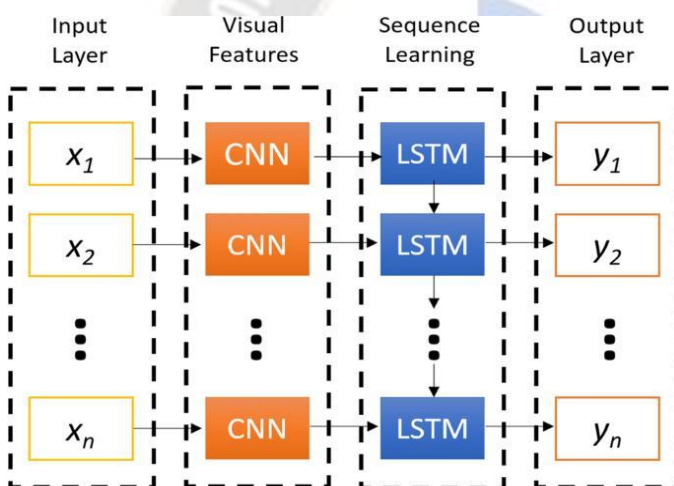 Input
Layer
Visual
Features
Sequence
Learning
Output
Layer
x1 CNN LSTM y1
x2 CNN LSTM y2
xn CNN LSTM yn